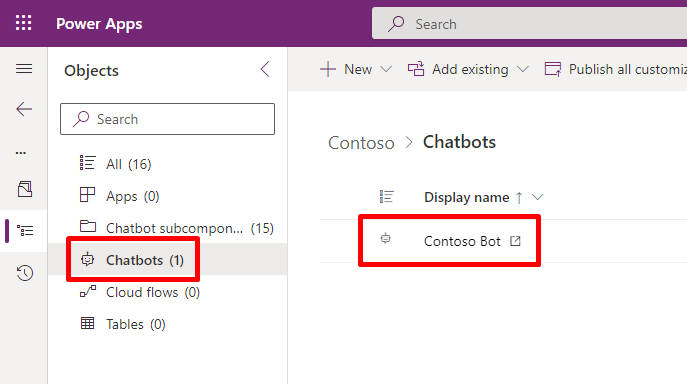 Power Apps
Search
Objects
Search
All (16)
Apps (0)
Chatbot subcompon... (15)
Chatbots (1)
Cloud flows (0)
Tables (0)
New
Add existing
Publish all customiz
Contoso > Chatbots
Display name ↑
Contoso Bot